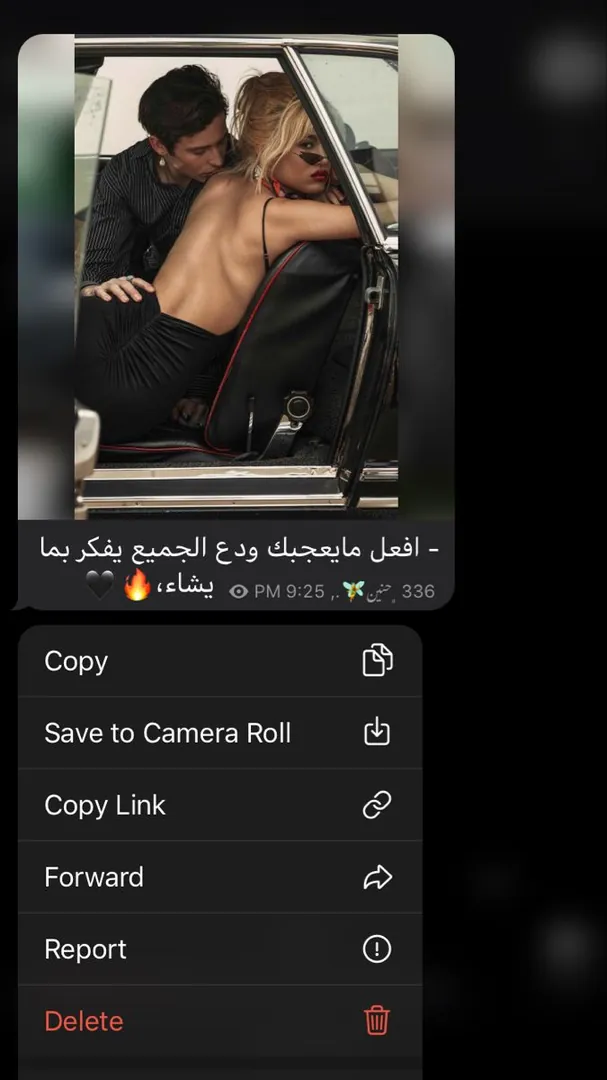 - افعل مايعجبك ودع الجميع يفكر بما
يشاء،🔥🖤
336 حنين🧚 ,. 9:25 PM
Copy
Save to Camera Roll
Copy Link
Forward
Report
Delete